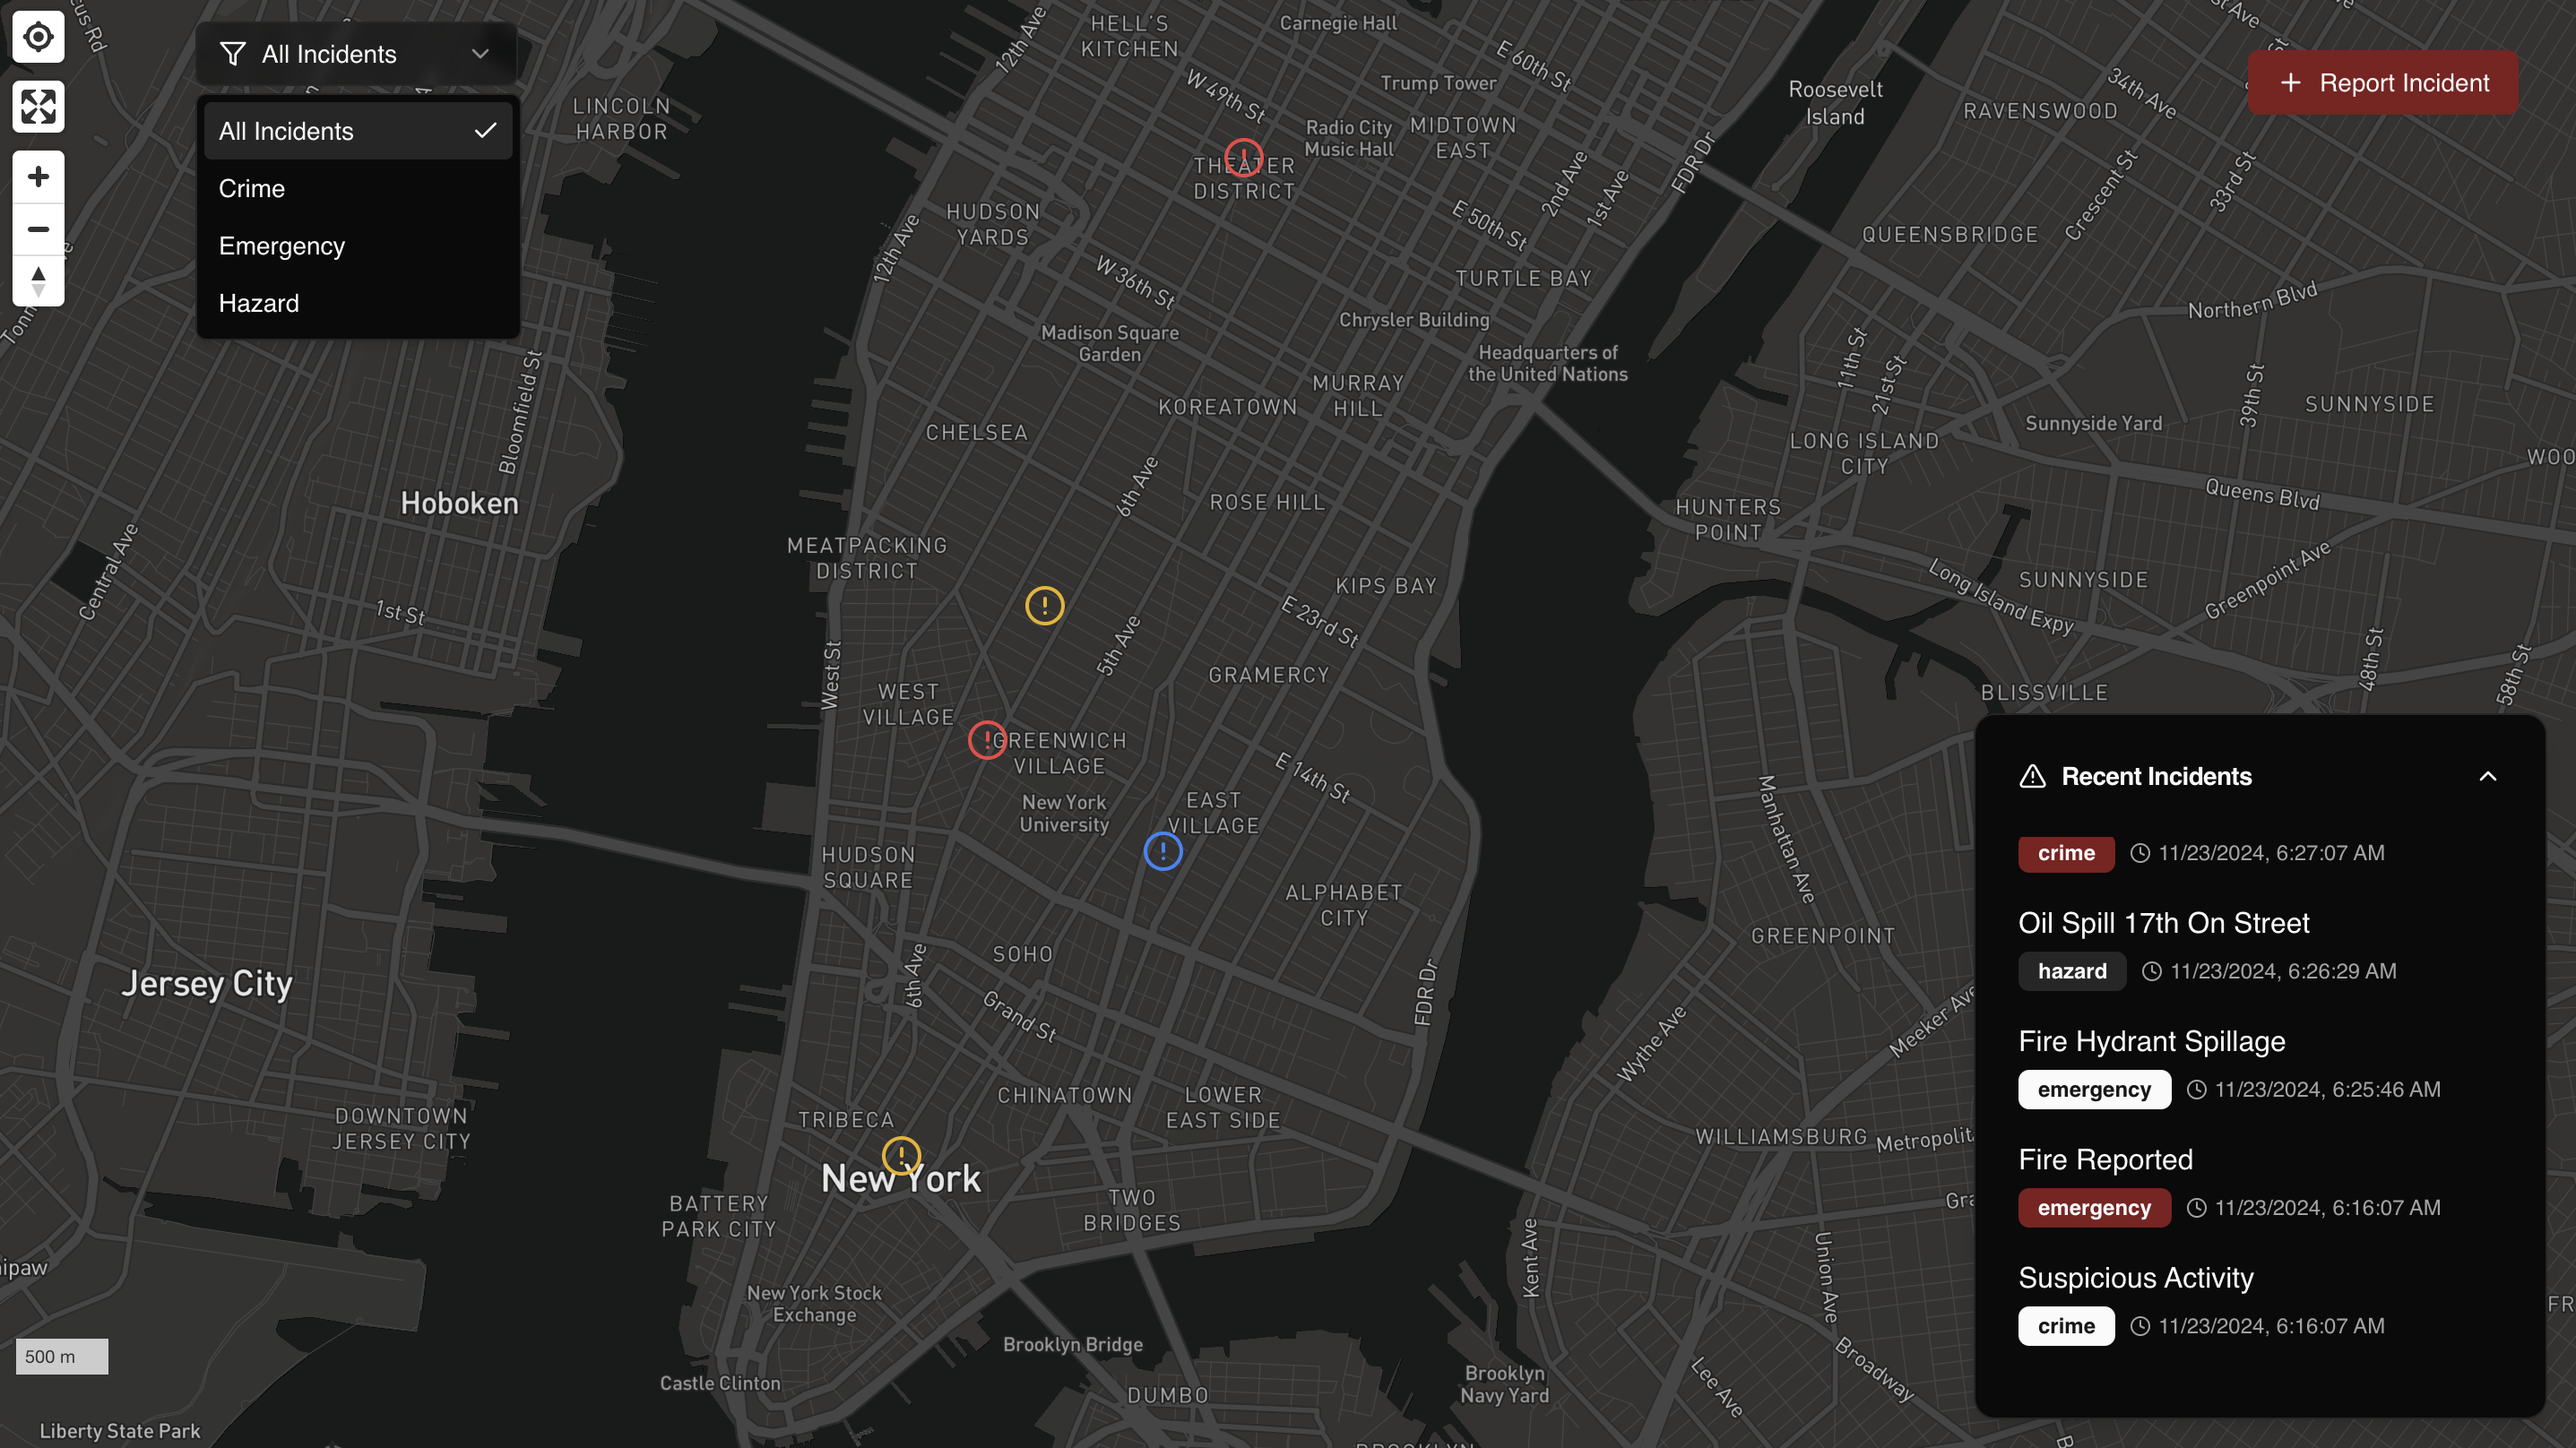 All Incidents
All Incidents
Crime
Emergency
Hazard
Report Incident
HELL'S
KITCHEN
Carnegie Hall
12th Ave
E 60th St
W 49th St
Trump Tower
Radio City
Music Hall
MIDTOWN
EAST
THEATER
DISTRICT
LINCOLN
HARBOR
Roosevelt
Island
RAVENSWOOD
34th Ave
33rd St
Crescent St
QUEENSBRIDGE
FDR Dr
2nd Ave
1st Ave
E 50th St
HUDSON
YARDS
12th Ave
W 36th St
TURTLE BAY
Chrysler Building
Madison Square
Garden
Headquarters of
the United Nations
MURRAY
HILL
KOREATOWN
CHELSEA
Northern Blvd
11th St
21st St
39th St
SUNNYSIDE
Sunnyside Yard
LONG ISLAND
CITY
Queens Blvd
HUNTERS
POINT
Bloomfield St
Hoboken
Central Ave
1st St
6th Ave
ROSE HILL
MEATPACKING
DISTRICT
KIPS BAY
E 23rd St
5th Ave
GRAMERCY
West St
WEST
VILLAGE
GREENWICH
VILLAGE
E 14th St
New York
University
EAST
VILLAGE
Long Island Expy
SUNNYSIDE
Greenpoint Ave
48th St
58th St
BLISSVILLE
HUDSON
SQUARE
ALPHABET
CITY
Manhattan Ave
GREENPOINT
SOHO
6th Ave
Grand St
FDR Dr
Jersey City
Wythe Ave
Meeker Ave
CHINATOWN
LOWER
EAST SIDE
TRIBECA
New York
DOWNTOWN
JERSEY CITY
WILLIAMSBURG
Metropolit
BATTERY
PARK CITY
TWO
BRIDGES
Kent Ave
Union Ave
New York Stock
Exchange
Brooklyn Bridge
Castle Clinton
DUMBO
Brooklyn
Navy Yard
Lee Ave
Broadway
500 m
Liberty State Park
Recent Incidents
crime 11/23/2024, 6:27:07 AM
Oil Spill 17th On Street
hazard 11/23/2024, 6:26:29 AM
Fire Hydrant Spillage
emergency 11/23/2024, 6:25:46 AM
Fire Reported
emergency 11/23/2024, 6:16:07 AM
Suspicious Activity
crime 11/23/2024, 6:16:07 AM